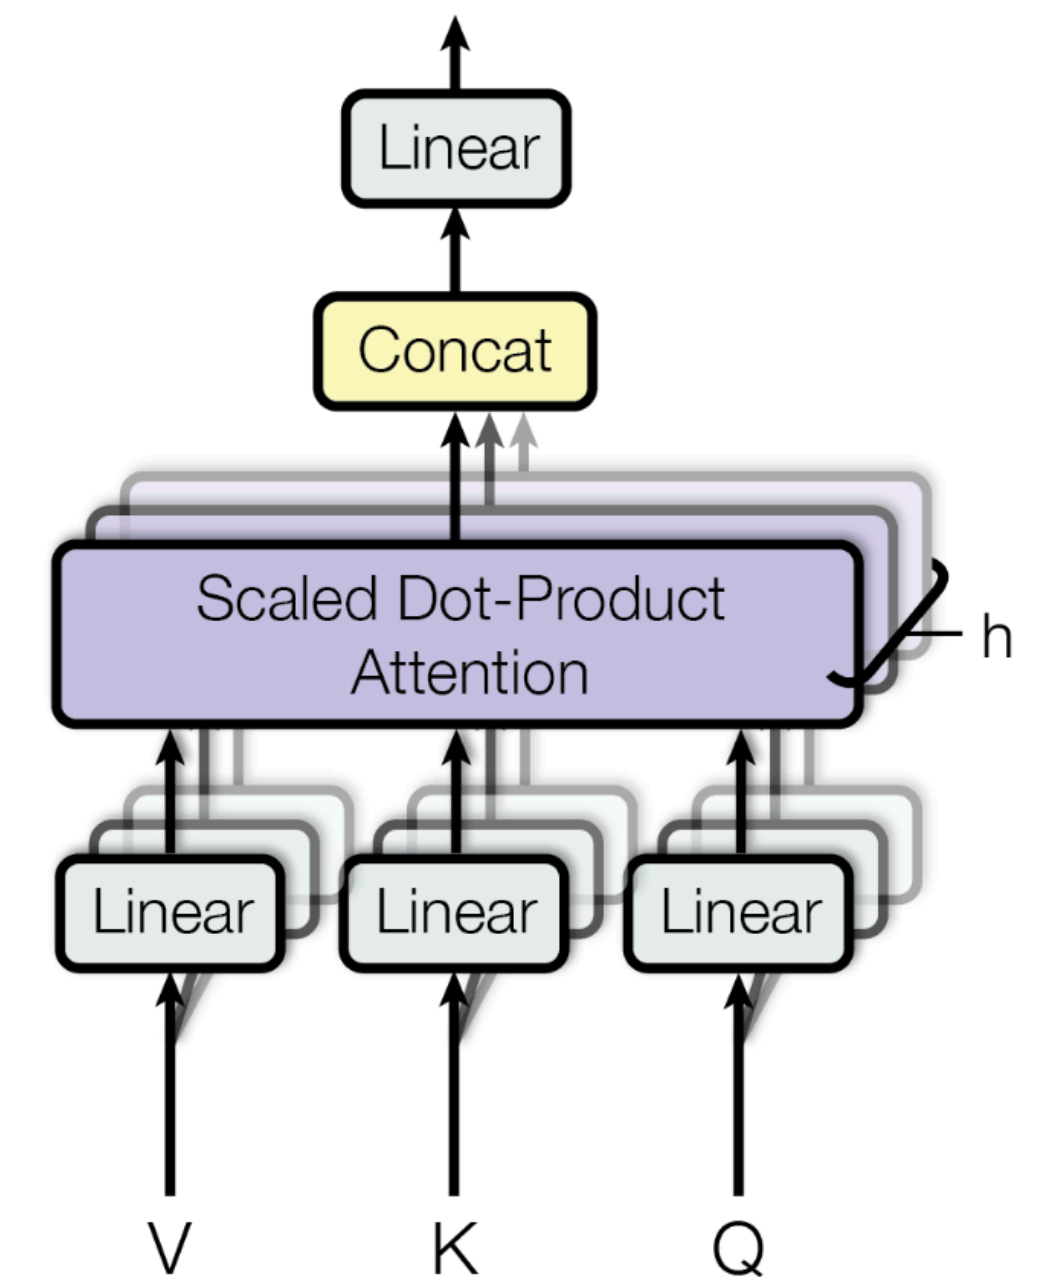 Linear
Concat
Scaled Dot-Product
Attention
h
Linear
Linear
Linear
V
K
Q